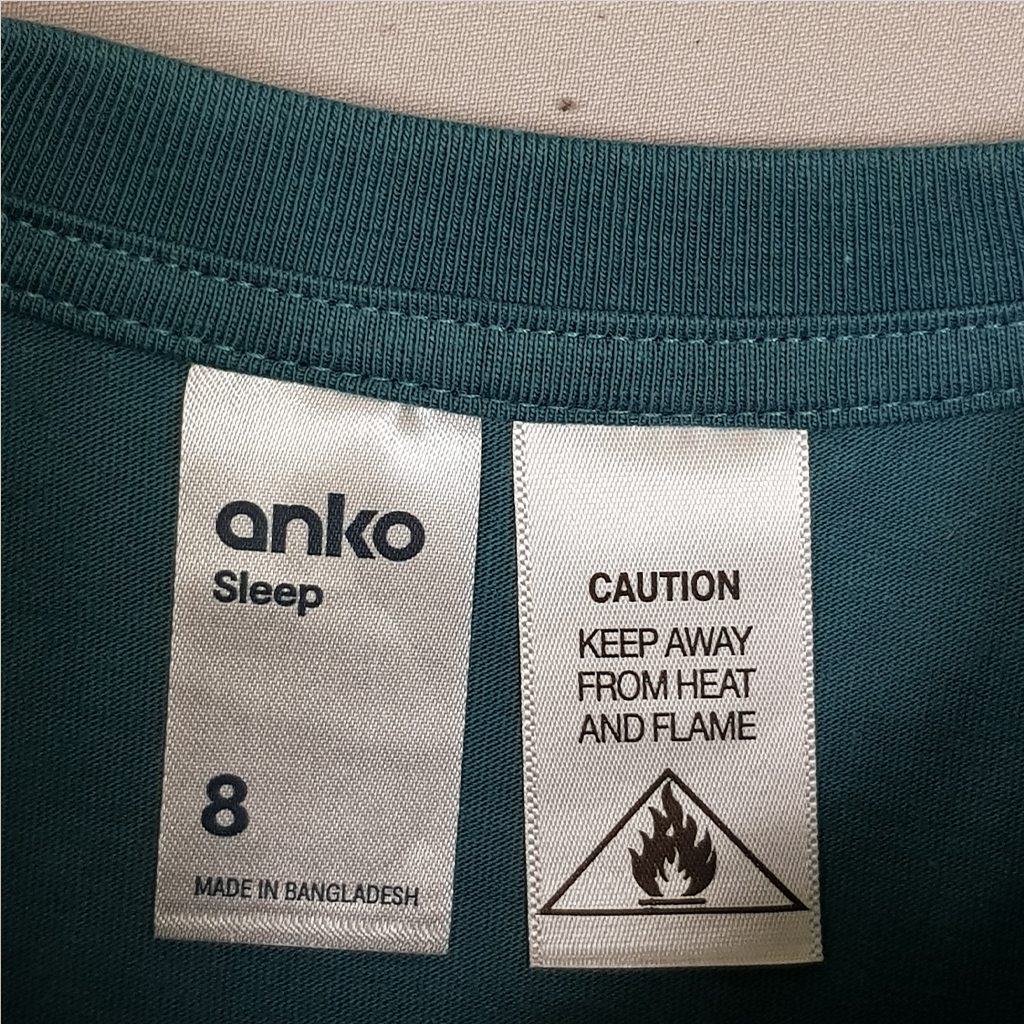 anko
Sleep
8
MADE IN BANGLADESH
CAUTION
KEEP AWAY
FROM HEAT
AND FLAME